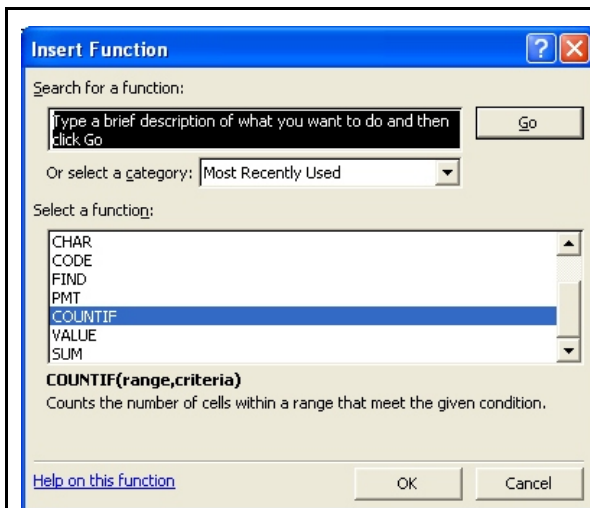 Insert Function
?
X
Search for a function:
Type a brief description of what you want to do and then
click Go
Go
Or select a category: Most Recently Used
Select a function:
CHAR
CODE
FIND
PMT
COUNTIF
VALUE
SUM
COUNTIF(range,criteria)
Counts the number of cells within a range that meet the given condition.
Help on this function
OK
Cancel